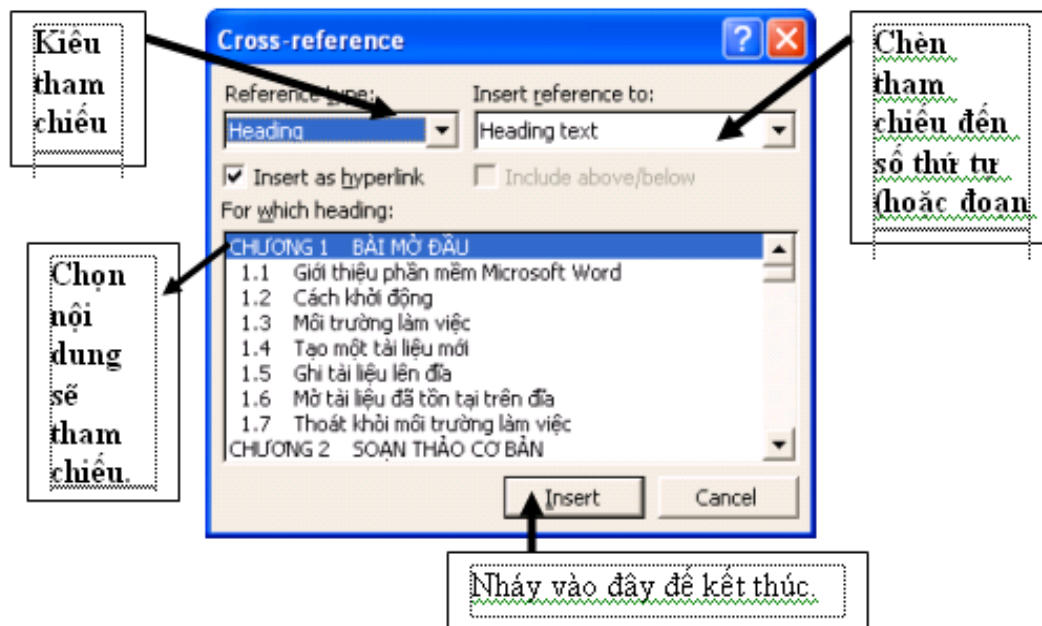 Kiểu
tham
chiếu
Cross-reference
Reference type:
Insert reference to:
Heading
Heading text
Insert as hyperlink
Include above/below
For which heading:
CHƯƠNG 1 BÀI MỞ ĐẦU
1.1 Giới thiệu phần mềm Microsoft Word
1.2 Cách khởi động
1.3 Môi trường làm việc
1.4 Tạo một tài liệu mới
1.5 Ghi tài liệu lên đĩa
1.6 Mở tài liệu đã tồn tại trên đĩa
1.7 Thoát khỏi môi trường làm việc
CHƯƠNG 2 SOẠN THẢO CƠ BẢN
Insert
Cancel
Chèn
tham
chiếu đến
số thứ tự
(hoặc đoạn
Chọn
nội
dung
sẽ
tham
chiếu.
Nháy vào đây để kết thúc.